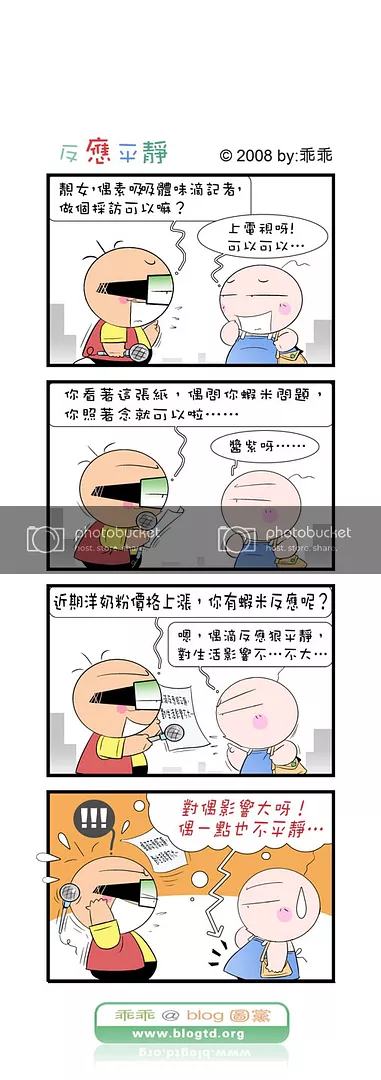 反應平靜
© 2008 by:乖乖
靚女,偶素吸吸體味滴記者,
做個採訪可以嘛？
上電視呀!
可以可以…
你看著這張紙，偶問你蝦米問題，
你照著念就可以啦……
醬紫呀……
photobucket
host. store. share.
photobucket
host. store. share.
近期洋奶粉價格上漲，你有蝦米反應呢？
嗯，偶滴反應狠平靜，
對生活影響不…不大…
!!!
對偶影響大呀！
偶一點也不平靜…
乖乖 @ blog 圖黨
www.blogtd.org